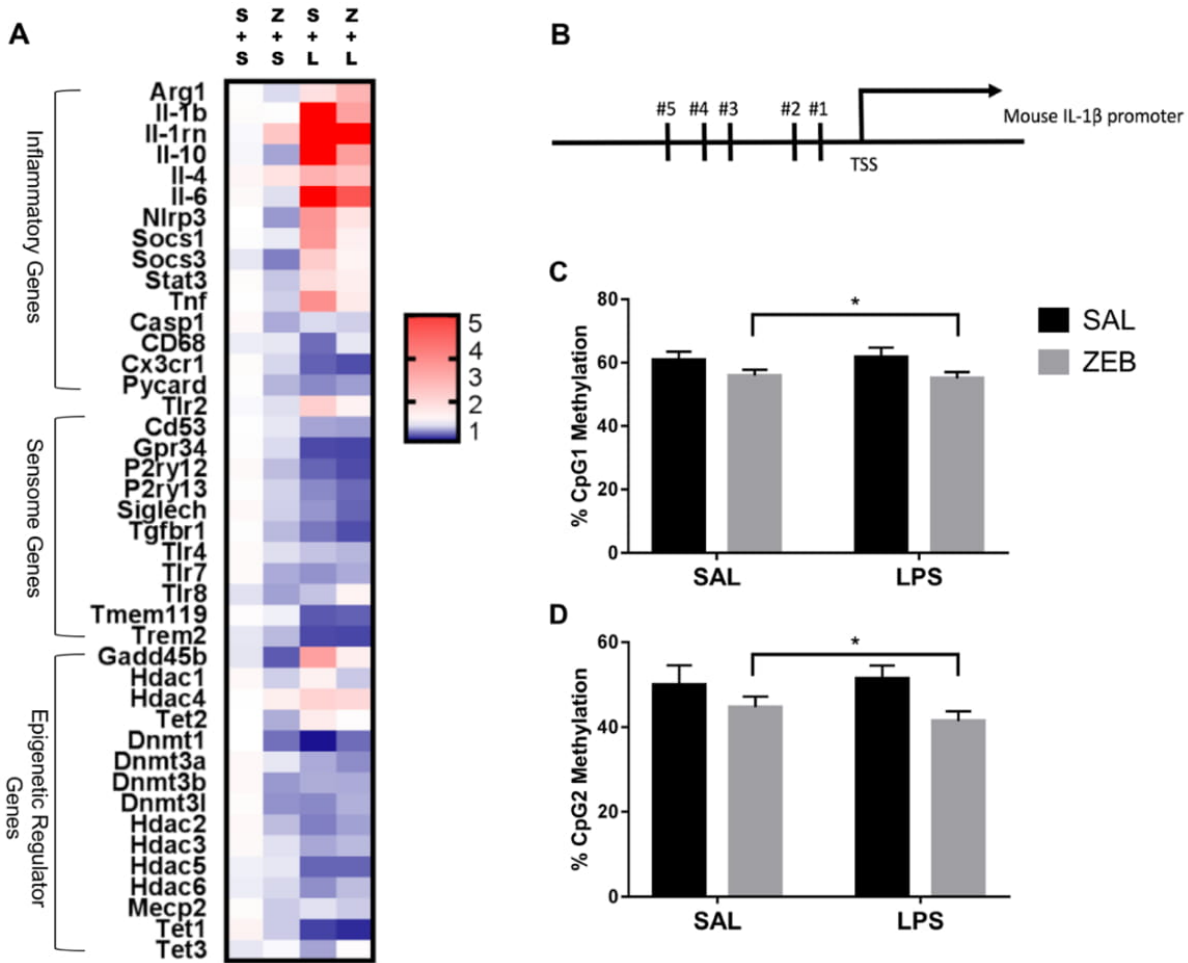 A
S Z S Z
+ + + +
S S L L
Inflammatory Genes
Arg1
Il-1b
Il-1rn
Il-10
Il-4
Il-6
Nlrp3
Socs1
Socs3
Stat3
Tnf
Casp1
CD68
Cx3cr1
Pycard
Tlr2
Sensome Genes
Cd53
Gpr34
P2ry12
P2ry13
Siglech
Tgfbr1
Tlr4
Tlr7
Tlr8
Tmem119
Trem2
Epigenetic Regulator
Genes
Gadd45b
Hdac1
Hdac4
Tet2
Dnmt1
Dnmt3a
Dnmt3b
Dnmt3l
Hdac2
Hdac3
Hdac5
Hdac6
Mecp2
Tet1
Tet3
5
4
3
2
1
B
#5 #4 #3 #2 #1
Mouse IL-1β promoter
TSS
C
% CpG1 Methylation
80
60
40
20
0
*
SAL LPS
SAL
ZEB
D
% CpG2 Methylation
60
40
20
0
*
SAL LPS